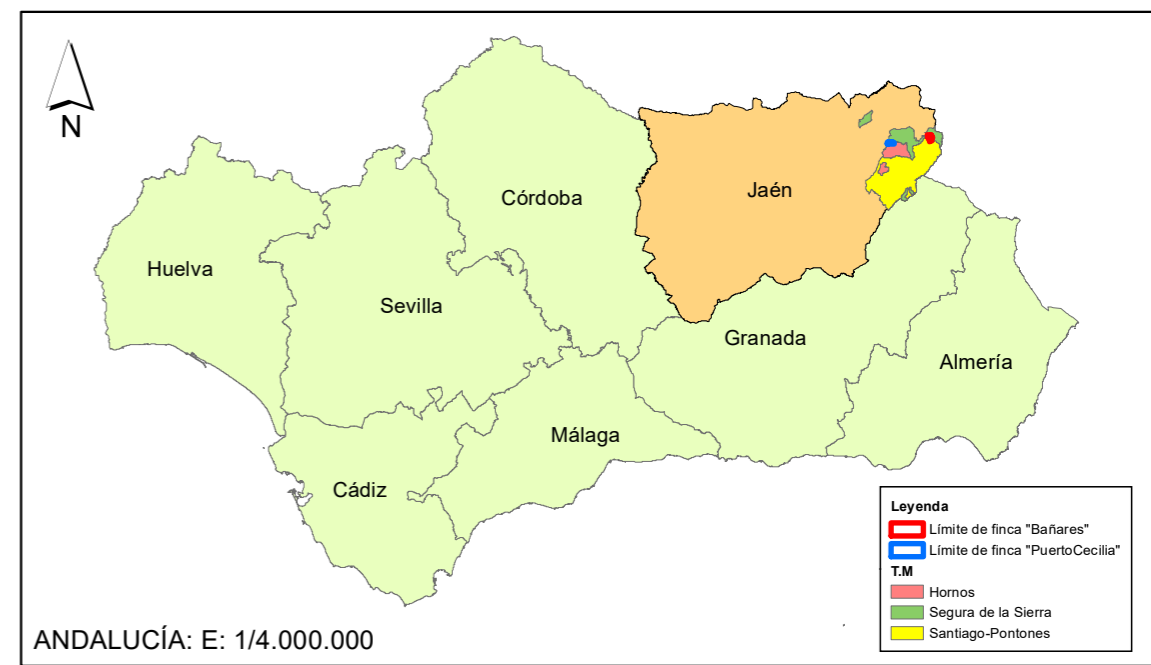 N
Córdoba
Jaén
Huelva
Sevilla
Granada
Almería
Málaga
Cádiz
Leyenda
Límite de finca "Bañares"
Límite de finca "PuertoCecilia"
T.M
Hornos
Segura de la Sierra
Santiago-Pontones
ANDALUCÍA: E: 1/4.000.000